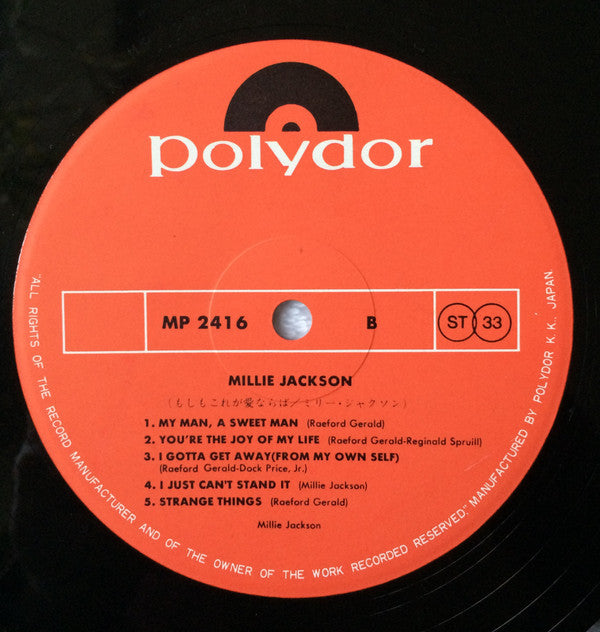 polydor
MP 2416 B ST 33
MILLIE JACKSON
(もしもこれが愛ならば/ミリー・ジャクソン)
1. MY MAN, A SWEET MAN (Raeford Gerald)
2. YOU'RE THE JOY OF MY LIFE (Raeford Gerald-Reginald Spruill)
3. I GOTTA GET AWAY(FROM MY OWN SELF)
(Raeford Gerald-Dock Price, Jr.)
4. I JUST CAN'T STAND IT (Millie Jackson)
5. STRANGE THINGS (Raeford Gerald)
Millie Jackson
"ALL RIGHTS OF THE RECORD MANUFACTURER AND OF THE OWNER OF THE WORK RECORDED RESERVED." MANUFACTURED BY POLYDOR K. K., JAPAN